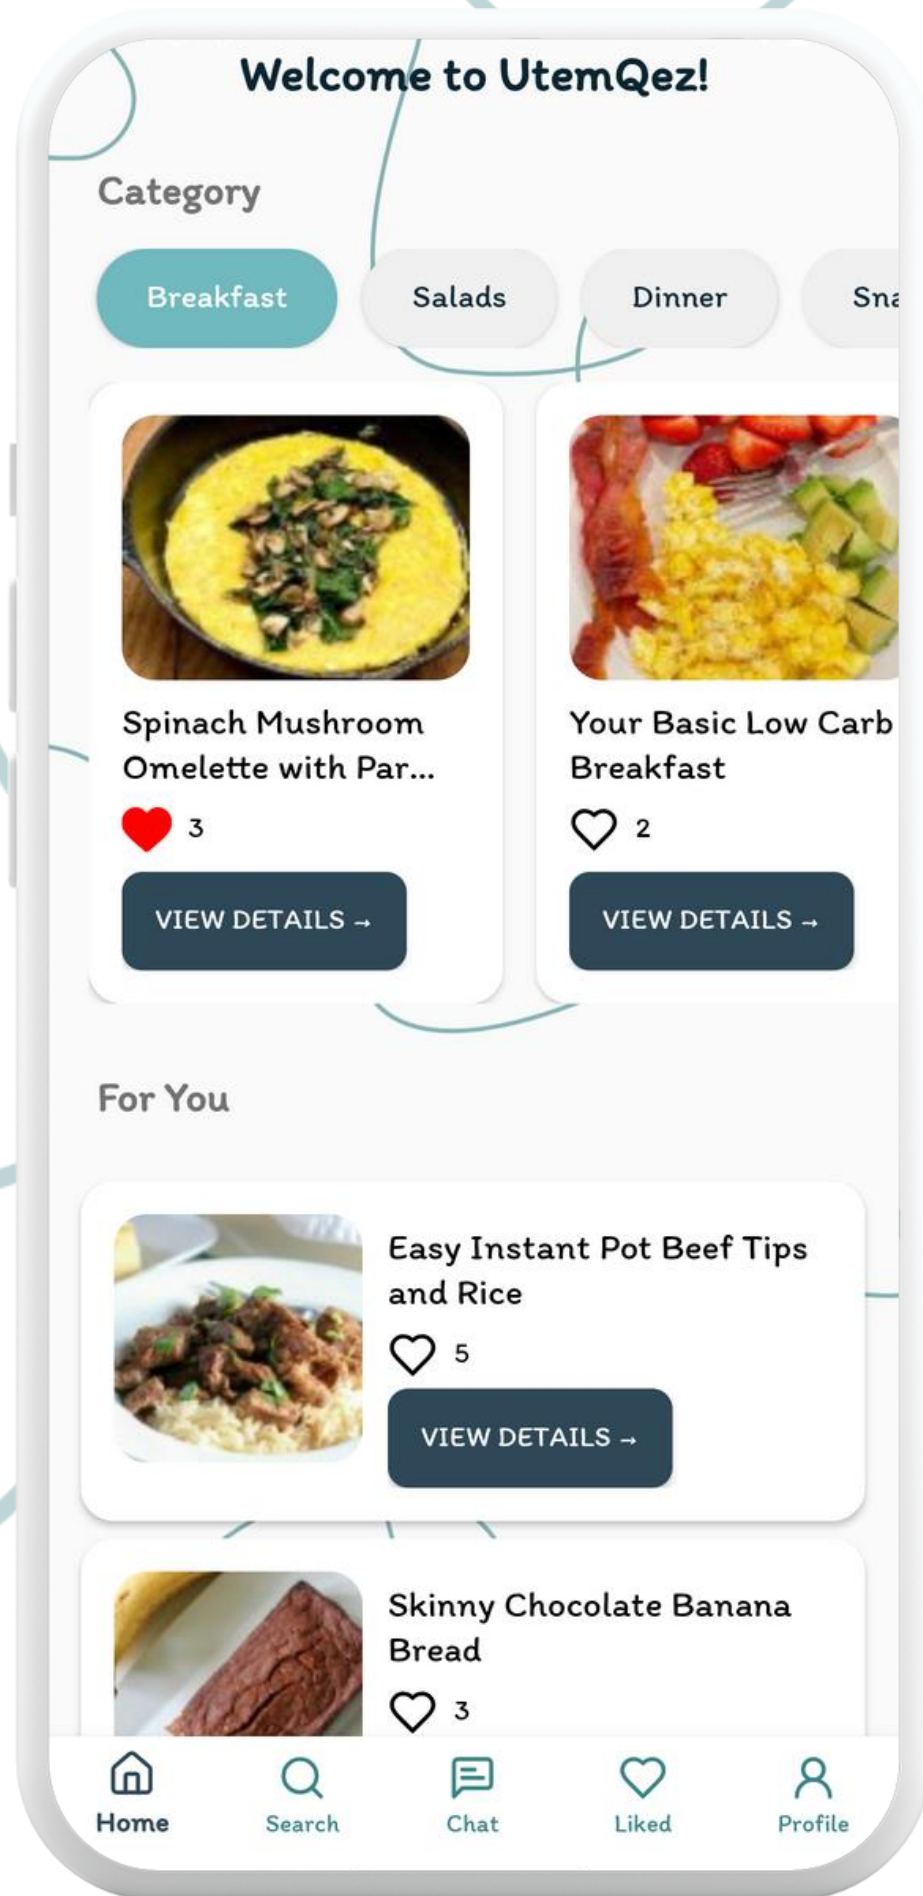 Welcome to UtemQez!
Category
Breakfast
Salads
Dinner
Sna
Spinach Mushroom
Omelette with Par...
3
VIEW DETAILS →
Your Basic Low Carb
Breakfast
2
VIEW DETAILS →
For You
Easy Instant Pot Beef Tips
and Rice
5
VIEW DETAILS →
Skinny Chocolate Banana
Bread
3
Home
Search
Chat
Liked
Profile